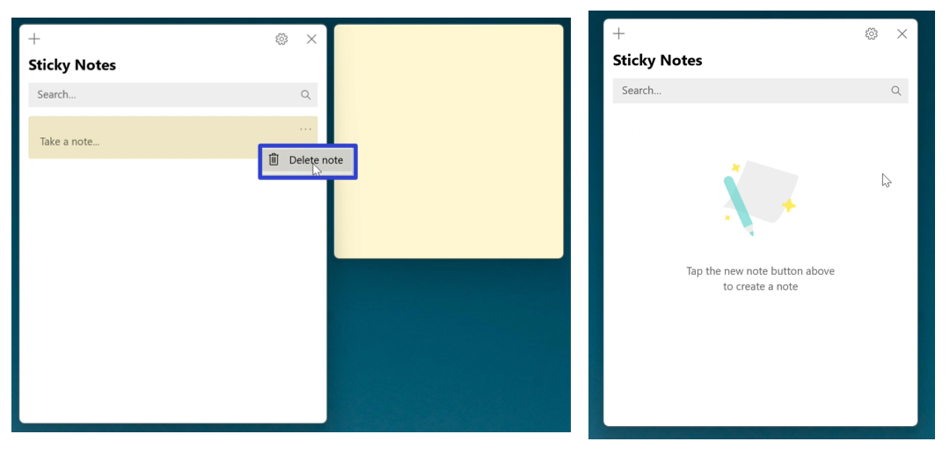 Sticky Notes
Search...
Take a note...
Delete note
Sticky Notes
Search...
Tap the new note button above
to create a note